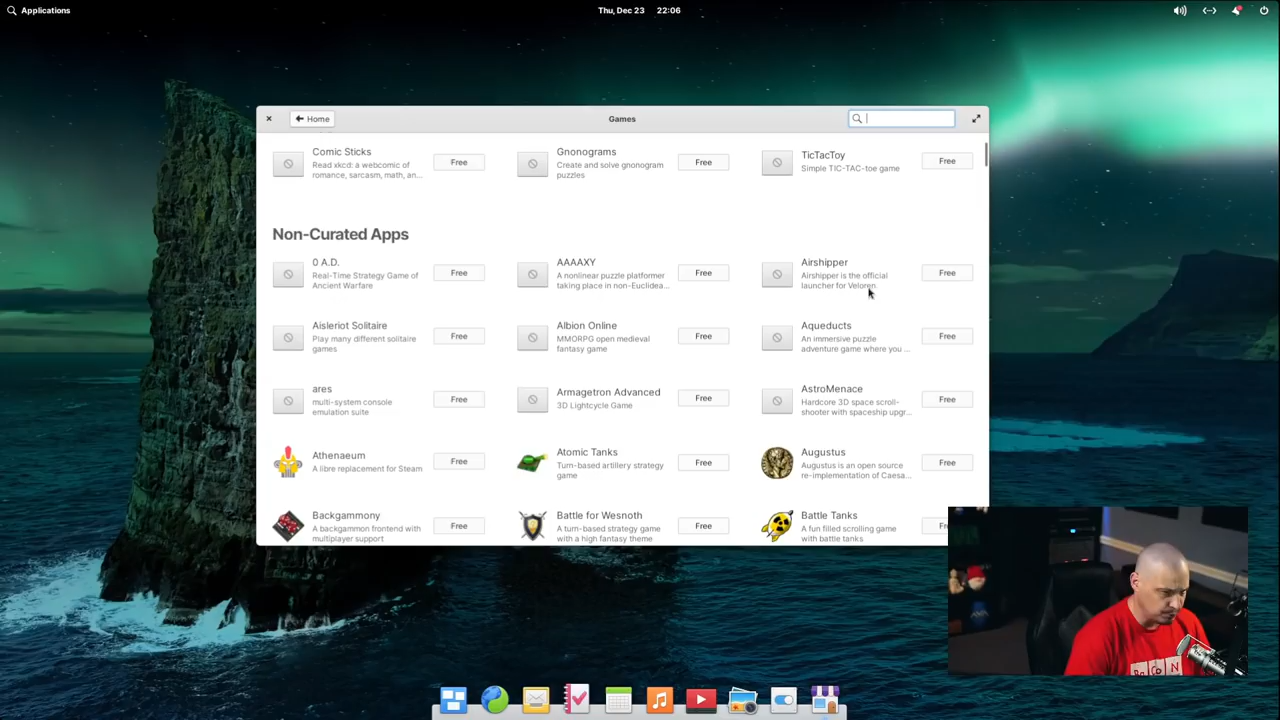 Applications
Thu, Dec 23 22:06
Home
Games
Comic Sticks
Read xkcd: a webcomic of
romance, sarcasm, math, an...
Free
Gnonograms
Create and solve gnonogram
puzzles
Free
TicTacToy
Simple TIC-TAC-toe game
Free
Non-Curated Apps
0 A.D.
Real-Time Strategy Game of
Ancient Warfare
Free
AAAAXY
A nonlinear puzzle platformer
taking place in non-Euclidea...
Free
Airshipper
Airshipper is the official
launcher for Veloren.
Free
Aisleriot Solitaire
Play many different solitaire
games
Free
Albion Online
MMORPG open medieval
fantasy game
Free
Aqueducts
An immersive puzzle
adventure game where you ...
Free
ares
multi-system console
emulation suite
Free
Armagetron Advanced
3D Lightcycle Game
Free
AstroMenace
Hardcore 3D space scroll-
shooter with spaceship upgr...
Free
Athenaeum
A libre replacement for Steam
Free
Atomic Tanks
Turn-based artillery strategy
game
Free
Augustus
Augustus is an open source
re-implementation of Caesa...
Free
Backgammony
A backgammon frontend with
multiplayer support
Free
Battle for Wesnoth
A turn-based strategy game
with a high fantasy theme
Free
Battle Tanks
A fun filled scrolling game
with battle tanks